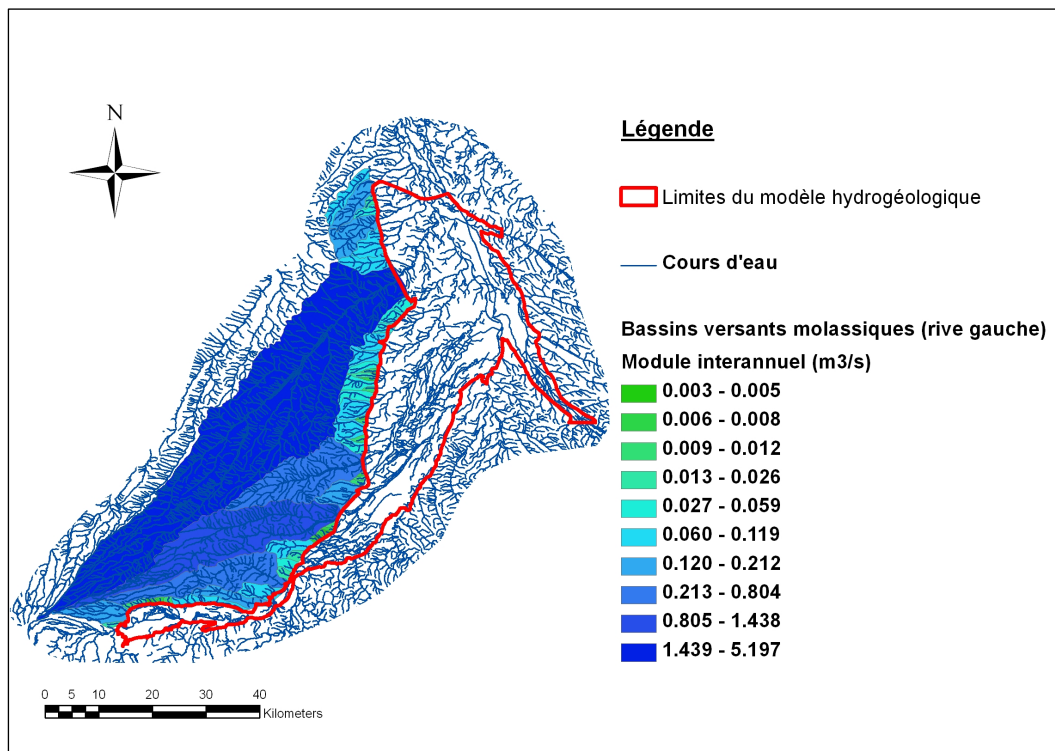 N
Légende
Limites du modèle hydrogéologique
Cours d'eau
Bassins versants molassiques (rive gauche)
Module interannuel (m3/s)
0.003 - 0.005
0.006 - 0.008
0.009 - 0.012
0.013 - 0.026
0.027 - 0.059
0.060 - 0.119
0.120 - 0.212
0.213 - 0.804
0.805 - 1.438
1.439 - 5.197
0 5 10 20 30 40
Kilometers